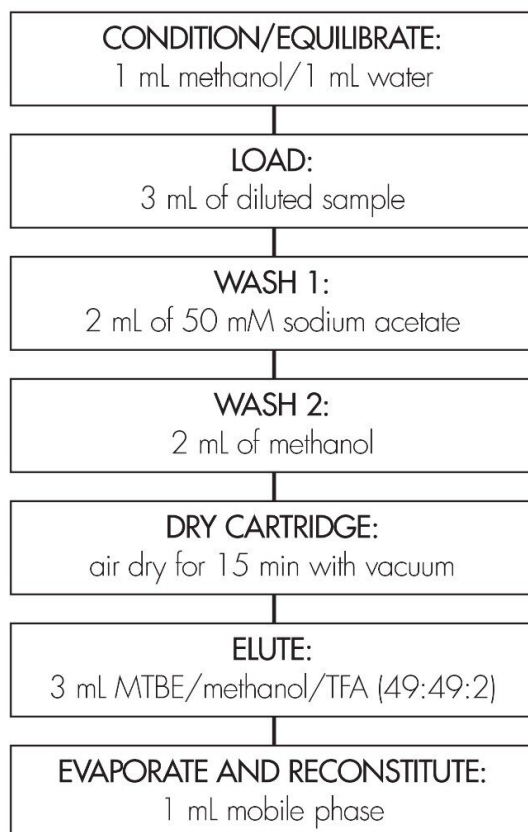 CONDITION/EQUILIBRATE:
1 mL methanol/1 mL water
LOAD:
3 mL of diluted sample
WASH 1:
2 mL of 50 mM sodium acetate
WASH 2:
2 mL of methanol
DRY CARTRIDGE:
air dry for 15 min with vacuum
ELUTE:
3 mL MTBE/methanol/TFA (49:49:2)
EVAPORATE AND RECONSTITUTE:
1 mL mobile phase